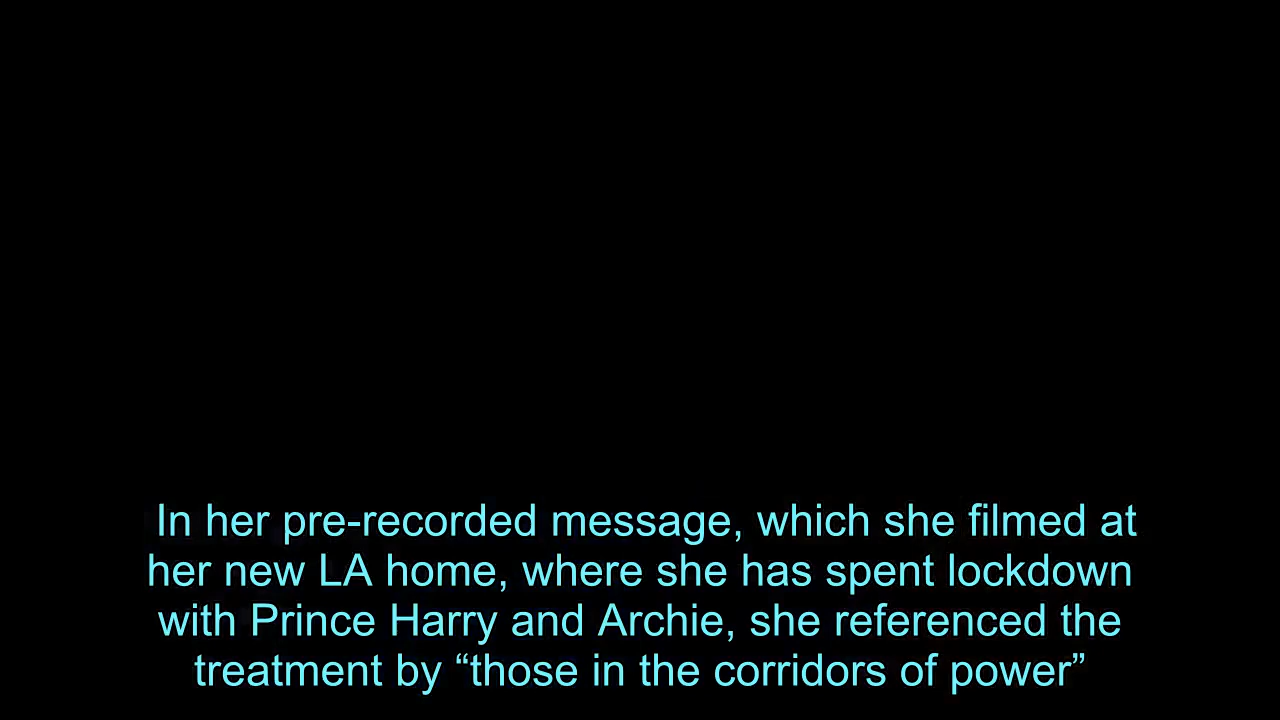 In her pre-recorded message, which she filmed at
her new LA home, where she has spent lockdown
with Prince Harry and Archie, she referenced the
treatment by “those in the corridors of power”